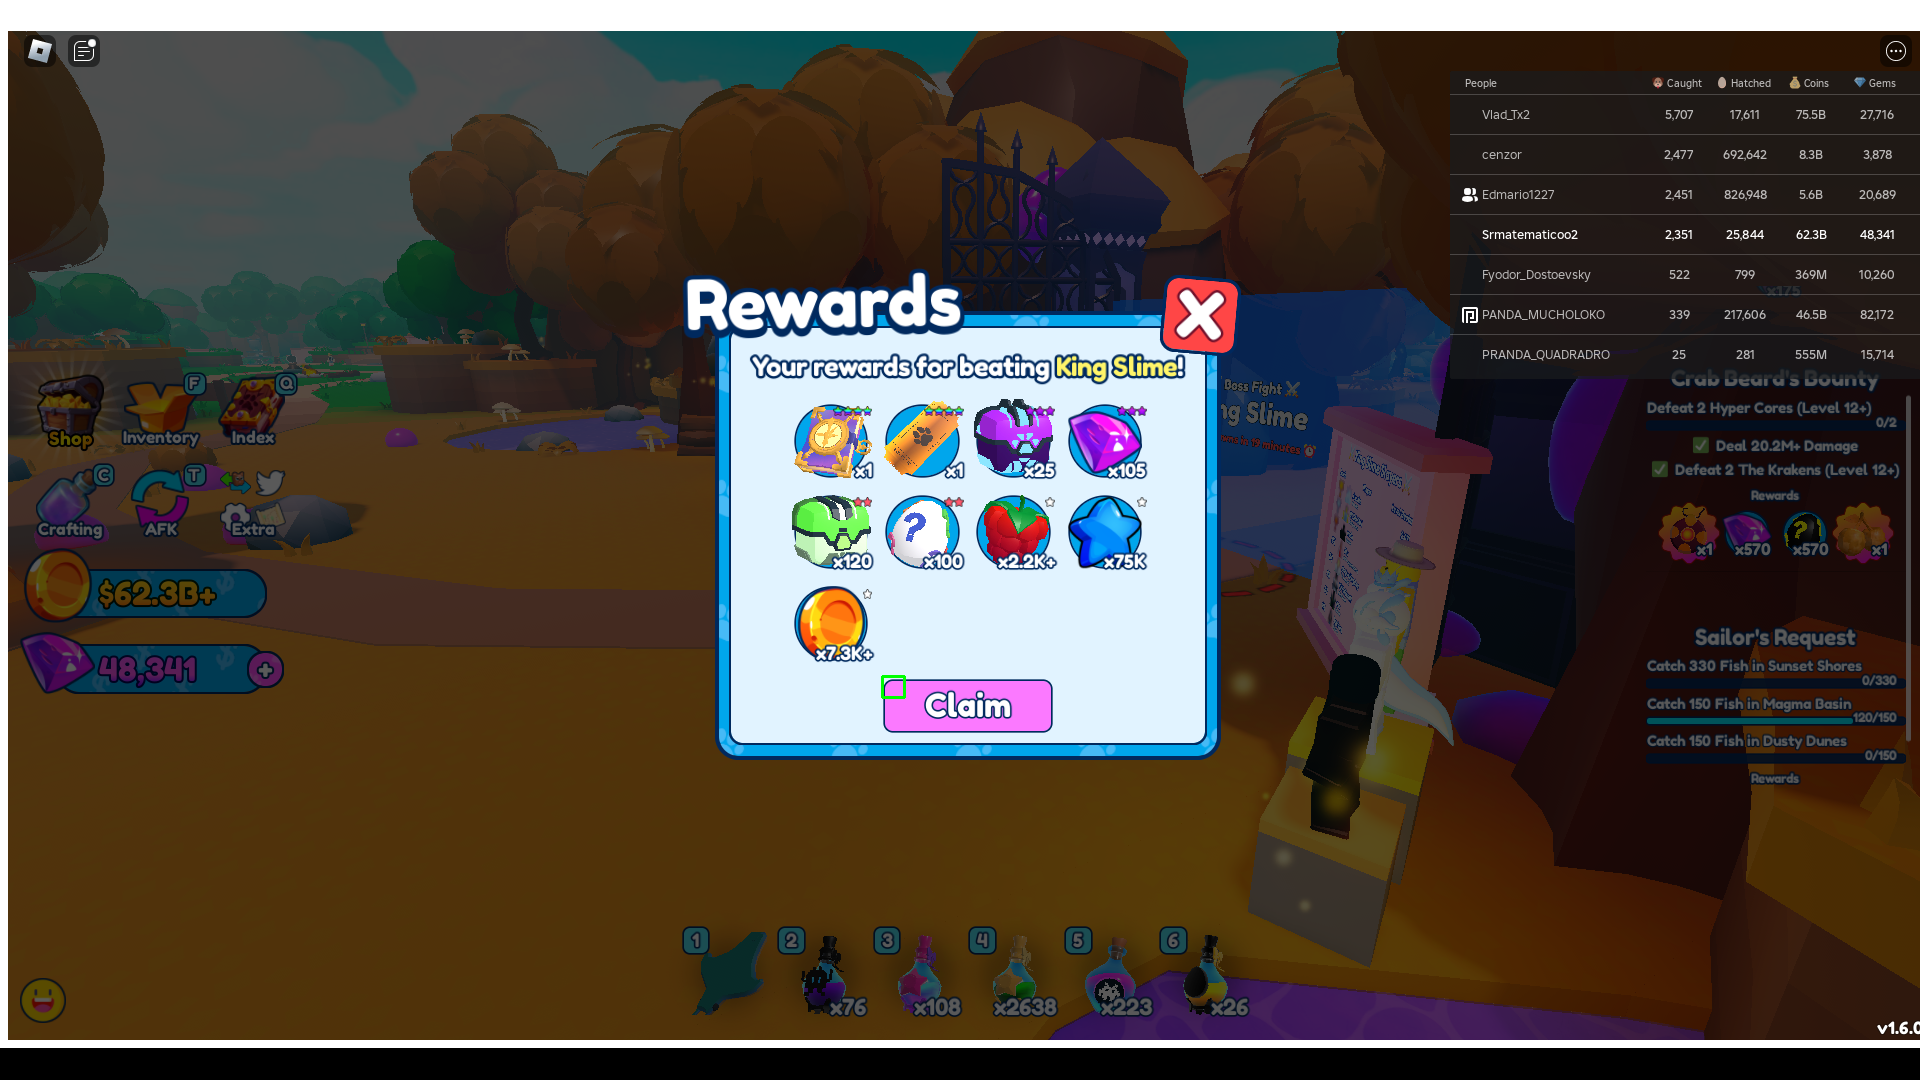 People Caught Hatched Coins Gems
Vlad_Tx2 5,707 17,611 75.5B 27,716
cenzor 2,477 692,642 8.3B 3,878
Edmario1227 2,451 826,948 5.6B 20,689
Srmatematicoo2 2,351 25,844 62.3B 48,341
Fyodor_Dostoevsky 522 799 369M 10,260
x175
PANDA_MUCHOLOKO 339 217,606 46.5B 82,172
PRANDA_QUADRADRO 25 281 555M 15,714
Rewards
Your rewards for beating King Slime!
x1 x1 x25 x105
x120 x100 x2.2K+ x75K
x7.3K+
Claim
Boss Fight
ng Slime
in 19 minutes
F Q
Shop Inventory Index
C T
Crafting AFK Extra
$62.3B+
48,341
Crab Beard's Bounty
Defeat 2 Hyper Cores (Level 12+)
0/2
Deal 20.2M+ Damage
Defeat 2 The Krakens (Level 12+)
Rewards
x1 x570 x570 x1
Sailor's Request
Catch 330 Fish in Sunset Shores
0/330
Catch 150 Fish in Magma Basin
120/150
Catch 150 Fish in Dusty Dunes
0/150
Rewards
1 2 3 4 5 6
x76 x108 x2638 x223 x26
v1.6.0